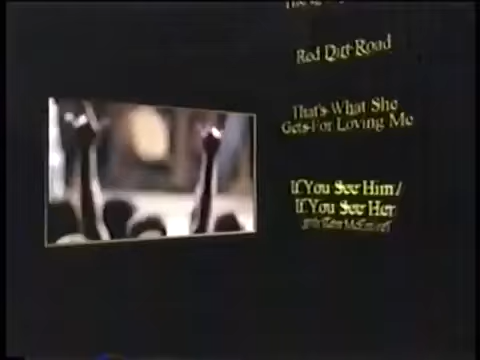 Red Dirt Road
That's What She
Gets For Loving Me
If You See Him/
If You See Her